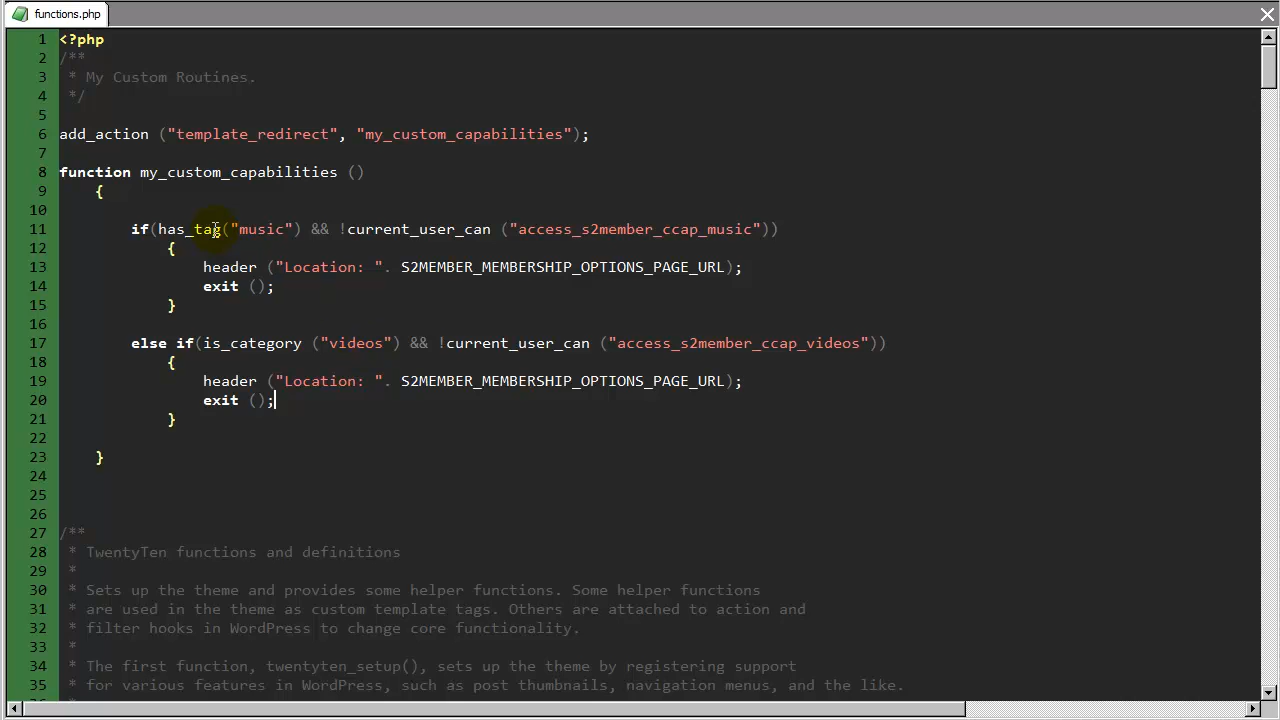 functions.php
1 <?php
2 /**
3 * My Custom Routines.
4 */
5
6 add_action ("template_redirect", "my_custom_capabilities");
7
8 function my_custom_capabilities ()
9 {
10
11 if(has_tag("music") && !current_user_can ("access_s2member_ccap_music"))
12 {
13 header ("Location: ". S2MEMBER_MEMBERSHIP_OPTIONS_PAGE_URL);
14 exit ();
15 }
16
17 else if(is_category ("videos") && !current_user_can ("access_s2member_ccap_videos"))
18 {
19 header ("Location: ". S2MEMBER_MEMBERSHIP_OPTIONS_PAGE_URL);
20 exit ();
21 }
22
23 }
24
25
26
27 /**
28 * TwentyTen functions and definitions
29 *
30 * Sets up the theme and provides some helper functions. Some helper functions
31 * are used in the theme as custom template tags. Others are attached to action and
32 * filter hooks in WordPress to change core functionality.
33 *
34 * The first function, twentyten_setup(), sets up the theme by registering support
35 * for various features in WordPress, such as post thumbnails, navigation menus, and the like.